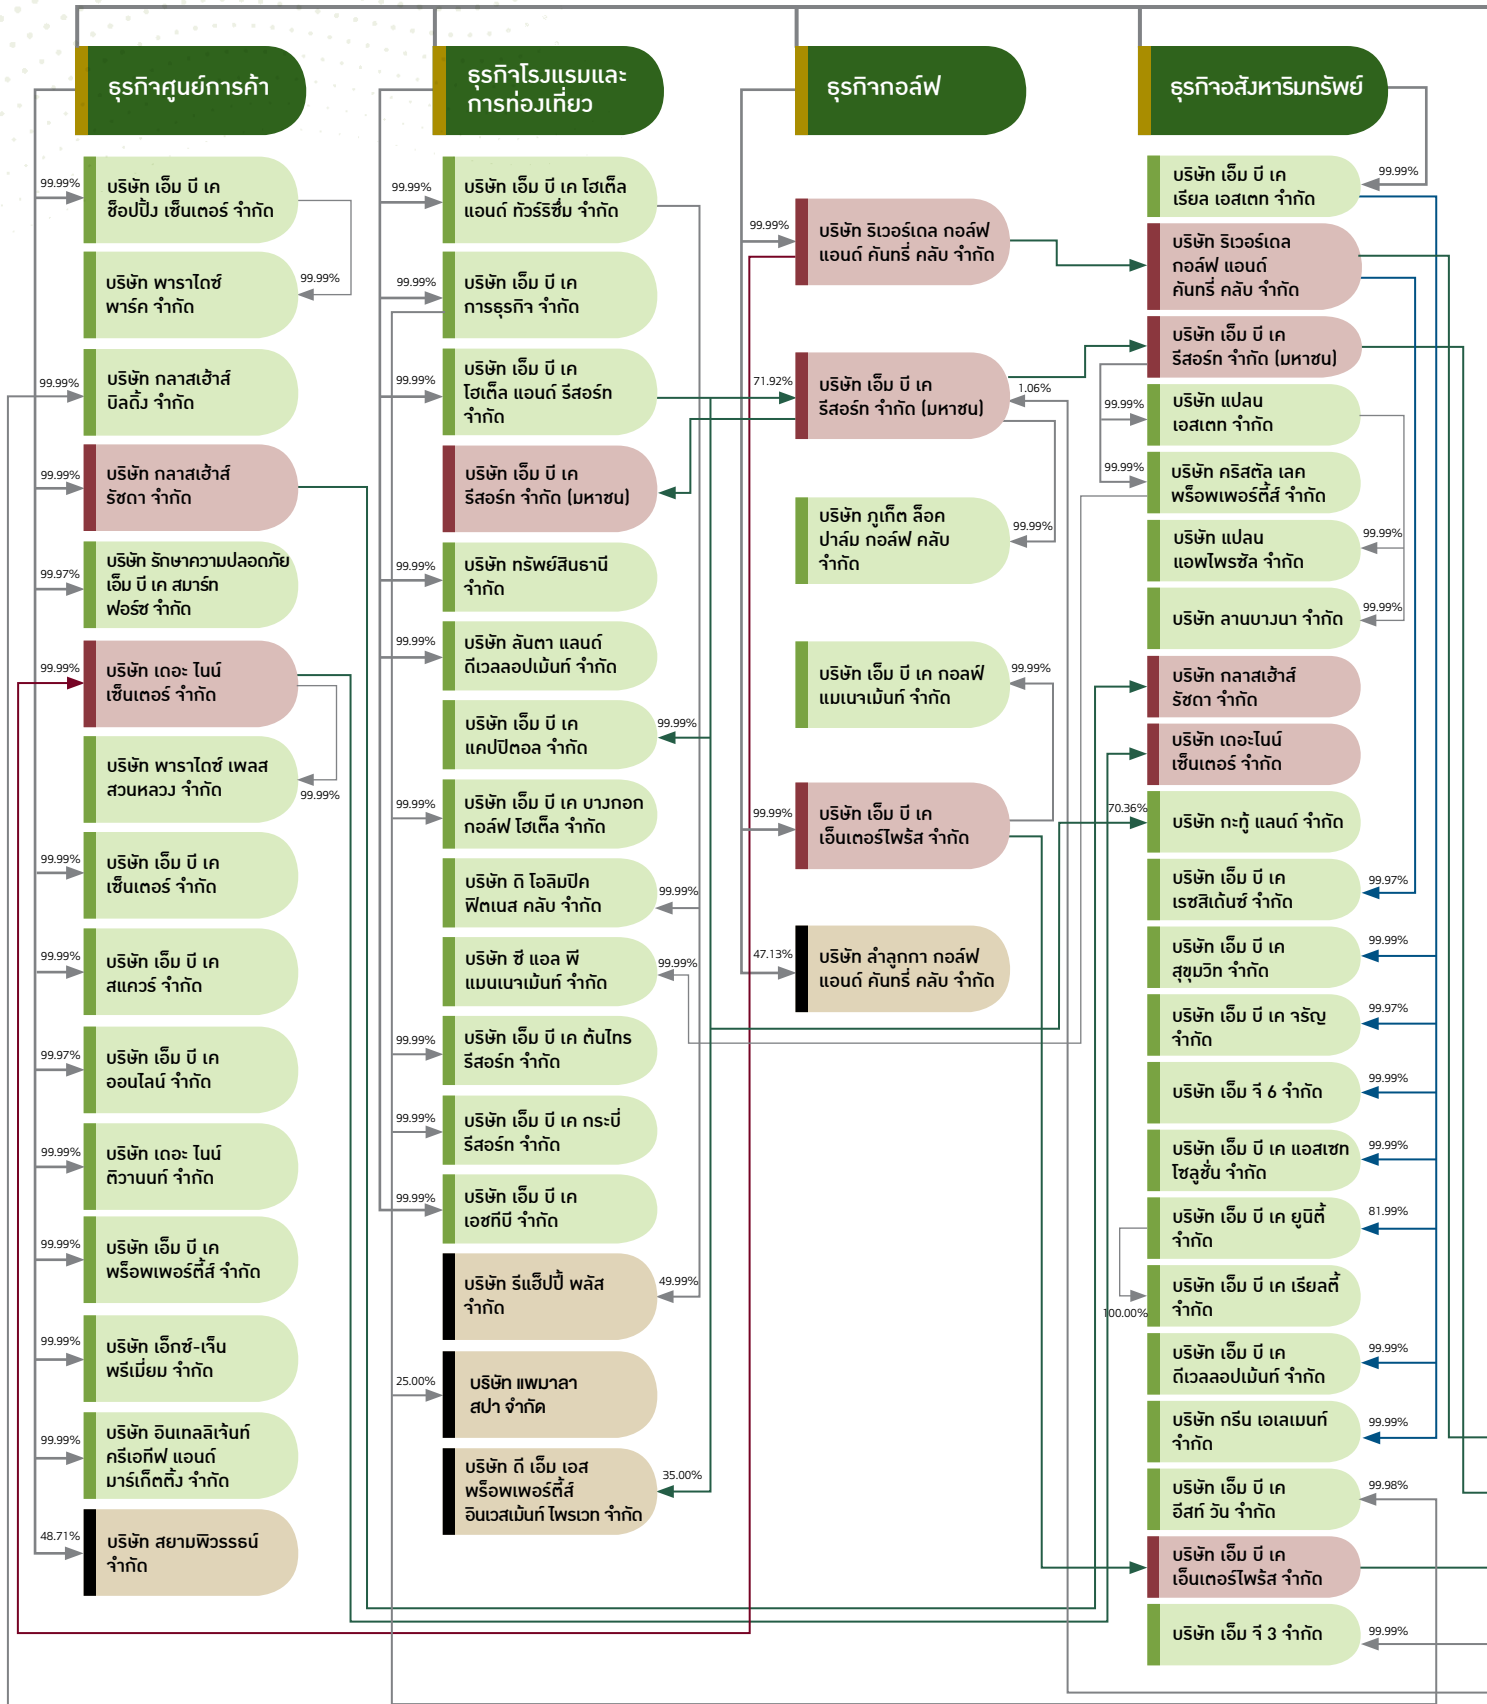 ธุรกิจศูนย์การค้า
99.99%
บริษัท เอ็ม บี เค
ช็อปปิ้ง เซ็นเตอร์ จำกัด
บริษัท พาราไดซ์
พาร์ค จำกัด
99.99%
99.99%
บริษัท กลาสเฮ้าส์
บิลดิ้ง จำกัด
99.99%
บริษัท กลาสเฮ้าส์
รัชดา จำกัด
99.97%
บริษัท รักษาความปลอดภัย
เอ็ม บี เค สมาร์ท
ฟอร์ซ จำกัด
99.99%
บริษัท เดอะ ไนน์
เซ็นเตอร์ จำกัด
บริษัท พาราไดซ์ เพลส
สวนหลวง จำกัด
99.99%
99.99%
บริษัท เอ็ม บี เค
เซ็นเตอร์ จำกัด
99.99%
บริษัท เอ็ม บี เค
สแควร์ จำกัด
99.97%
บริษัท เอ็ม บี เค
ออนไลน์ จำกัด
99.99%
บริษัท เดอะ ไนน์
ติวานนท์ จำกัด
99.99%
บริษัท เอ็ม บี เค
พร็อพเพอร์ตี้ส์ จำกัด
99.99%
บริษัท เอ็กซ์-เจ็น
พรีเมี่ยม จำกัด
99.99%
บริษัท อินเทลลิเจ้นท์
ครีเอทีฟ แอนด์
มาร์เก็ตติ้ง จำกัด
48.71%
บริษัท สยามพิวรรธน์
จำกัด
ธุรกิจโรงแรมและ
การท่องเที่ยว
99.99%
บริษัท เอ็ม บี เค โฮเต็ล
แอนด์ ทัวร์ริซึ่ม จำกัด
99.99%
บริษัท เอ็ม บี เค
การธุรกิจ จำกัด
99.99%
บริษัท เอ็ม บี เค
โฮเต็ล แอนด์ รีสอร์ท
จำกัด
บริษัท เอ็ม บี เค
รีสอร์ท จำกัด (มหาชน)
99.99%
บริษัท ทรัพย์สินธานี
จำกัด
99.99%
บริษัท ลันตา แลนด์
ดีเวลลอปเม้นท์ จำกัด
บริษัท เอ็ม บี เค
แคปปิตอล จำกัด
99.99%
99.99%
บริษัท เอ็ม บี เค บางกอก
กอล์ฟ โฮเต็ล จำกัด
บริษัท ดิ โอลิมปิค
ฟิตเนส คลับ จำกัด
99.99%
บริษัท ซี แอล พี
แมนเนจเม้นท์ จำกัด
99.99%
99.99%
บริษัท เอ็ม บี เค ต้นไทร
รีสอร์ท จำกัด
99.99%
บริษัท เอ็ม บี เค กระบี่
รีสอร์ท จำกัด
99.99%
บริษัท เอ็ม บี เค
เอชทีบี จำกัด
บริษัท รีแฮ็ปปี้ พลัส
จำกัด
49.99%
25.00%
บริษัท แพมาลา
สปา จำกัด
บริษัท ดี เอ็ม เอส
พร็อพเพอร์ตี้ส์
อินเวสเม้นท์ ไพรเวท จำกัด
35.00%
ธุรกิจกอล์ฟ
99.99%
บริษัท ริเวอร์เดล กอล์ฟ
แอนด์ คันทรี่ คลับ จำกัด
71.92%
บริษัท เอ็ม บี เค
รีสอร์ท จำกัด (มหาชน)
1.06%
บริษัท ภูเก็ต ล็อค
ปาล์ม กอล์ฟ คลับ
จำกัด
99.99%
บริษัท เอ็ม บี เค กอล์ฟ
แมเนจเม้นท์ จำกัด
99.99%
99.99%
บริษัท เอ็ม บี เค
เอ็นเตอร์ไพร้ส จำกัด
47.13%
บริษัท ลำลูกกา กอล์ฟ
แอนด์ คันทรี่ คลับ จำกัด
ธุรกิจอสังหาริมทรัพย์
บริษัท เอ็ม บี เค
เรียล เอสเตท จำกัด
99.99%
บริษัท ริเวอร์เดล
กอล์ฟ แอนด์
คันทรี่ คลับ จำกัด
บริษัท เอ็ม บี เค
รีสอร์ท จำกัด (มหาชน)
99.99%
บริษัท แปลน
เอสเตท จำกัด
99.99%
บริษัท คริสตัล เลค
พร็อพเพอร์ตี้ส์ จำกัด
บริษัท แปลน
แอพไพรซัล จำกัด
99.99%
บริษัท ลานบางนา จำกัด
99.99%
บริษัท กลาสเฮ้าส์
รัชดา จำกัด
บริษัท เดอะไนน์
เซ็นเตอร์ จำกัด
70.36%
บริษัท กะทู้ แลนด์ จำกัด
บริษัท เอ็ม บี เค
เรซสิเด้นซ์ จำกัด
99.97%
บริษัท เอ็ม บี เค
สุขุมวิท จำกัด
99.99%
บริษัท เอ็ม บี เค จรัญ
จำกัด
99.97%
บริษัท เอ็ม จี 6 จำกัด
99.99%
บริษัท เอ็ม บี เค แอสเซท
โซลูชั่น จำกัด
99.99%
บริษัท เอ็ม บี เค ยูนิตี้
จำกัด
81.99%
บริษัท เอ็ม บี เค เรียลตี้
จำกัด
100.00%
บริษัท เอ็ม บี เค
ดีเวลลอปเม้นท์ จำกัด
99.99%
บริษัท กรีน เอเลเมนท์
จำกัด
99.99%
บริษัท เอ็ม บี เค
อีสท์ วัน จำกัด
99.98%
บริษัท เอ็ม บี เค
เอ็นเตอร์ไพร้ส จำกัด
บริษัท เอ็ม จี 3 จำกัด
99.99%